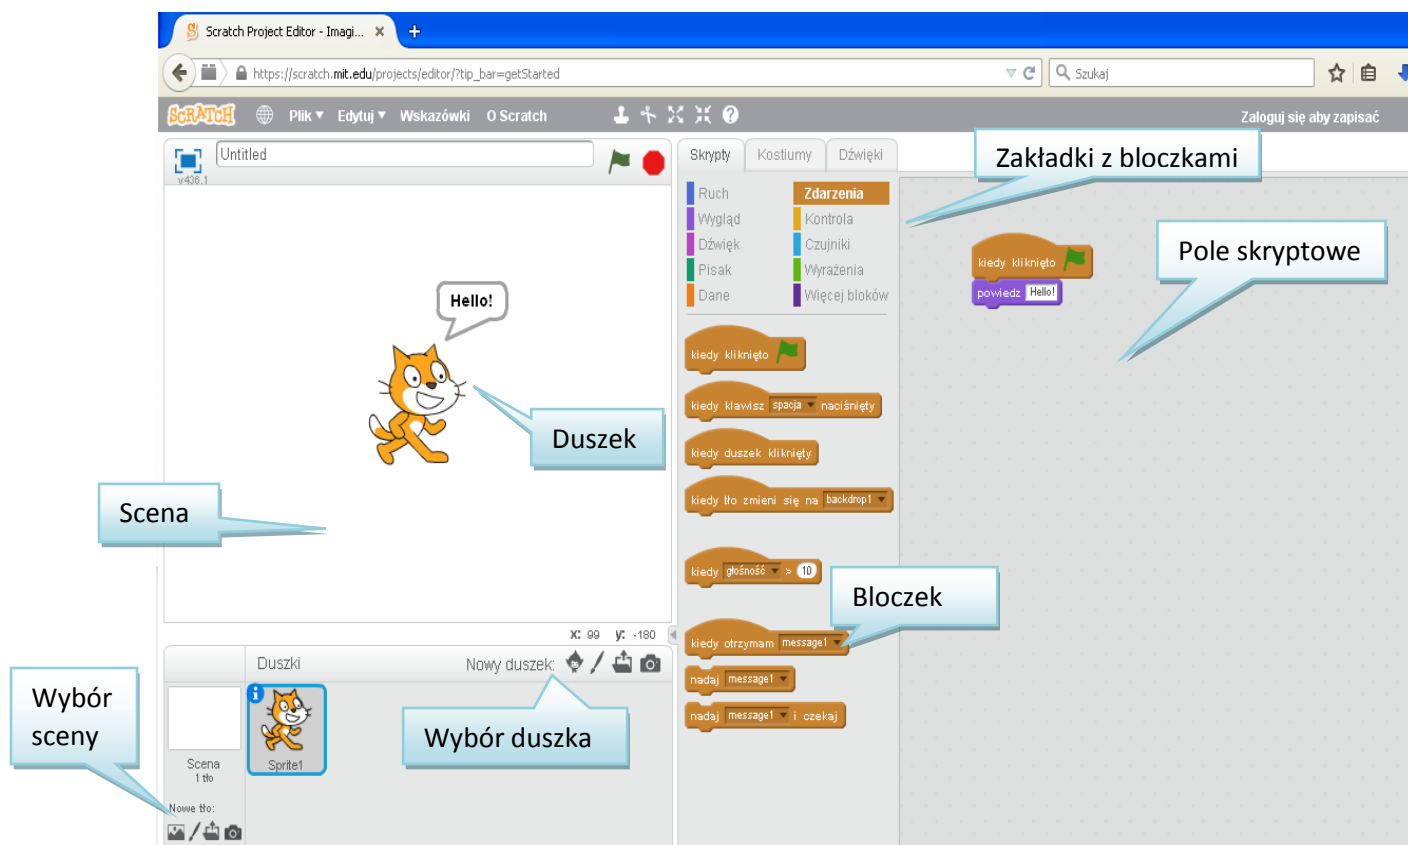 Scratch Project Editor - Imagi...
https://scratch.mit.edu/projects/editor/?tip_bar=getStarted
Szukaj
SCRATCH
Plik
Edytuj
Wskazówki
O Scratch
Zaloguj się aby zapisać
v436.1
Untitled
Hello!
Duszek
Scena
x: 99 y: -180
Skrypty
Kostiumy
Dźwięki
Ruch
Wygląd
Dźwięk
Pisak
Dane
Zdarzenia
Kontrola
Czujniki
Wyrażenia
Więcej bloków
kiedy kliknięto
kiedy klawisz spacja naciśnięty
kiedy duszek kliknięty
kiedy tło zmieni się na backdrop1
kiedy głośność > 10
kiedy otrzymam message1
nadaj message1
nadaj message1 i czekaj
Bloczek
Zakładki z bloczkami
kiedy kliknięto
powiedz Hello!
Pole skryptowe
Duszki
Nowy duszek:
Sprite1
Wybór duszka
Scena
1 tło
Nowe tło:
Wybór
sceny